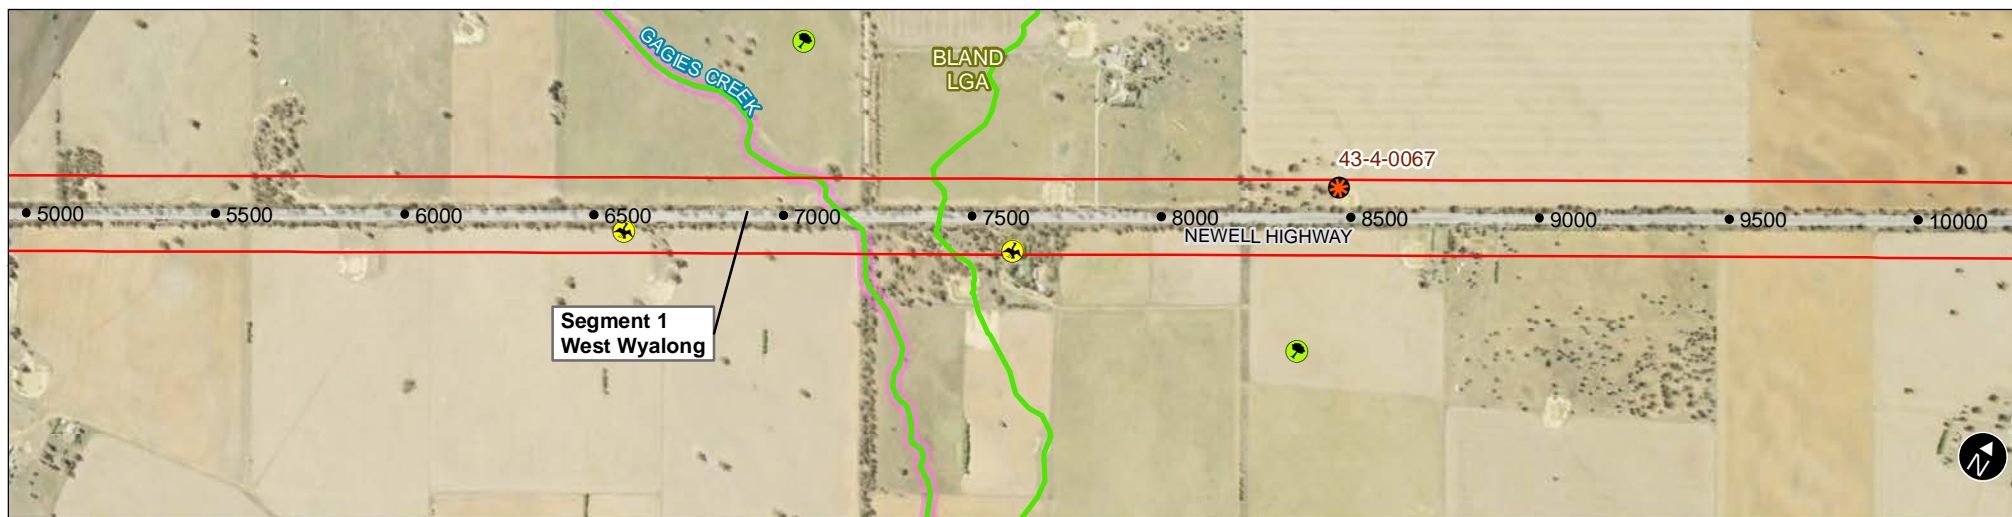 GAGIES CREEK
BLAND
LGA
43-4-0067
5000
5500
6000
6500
7000
7500
8000
8500
9000
9500
10000
NEWELL HIGHWAY
Segment 1
West Wyalong
N